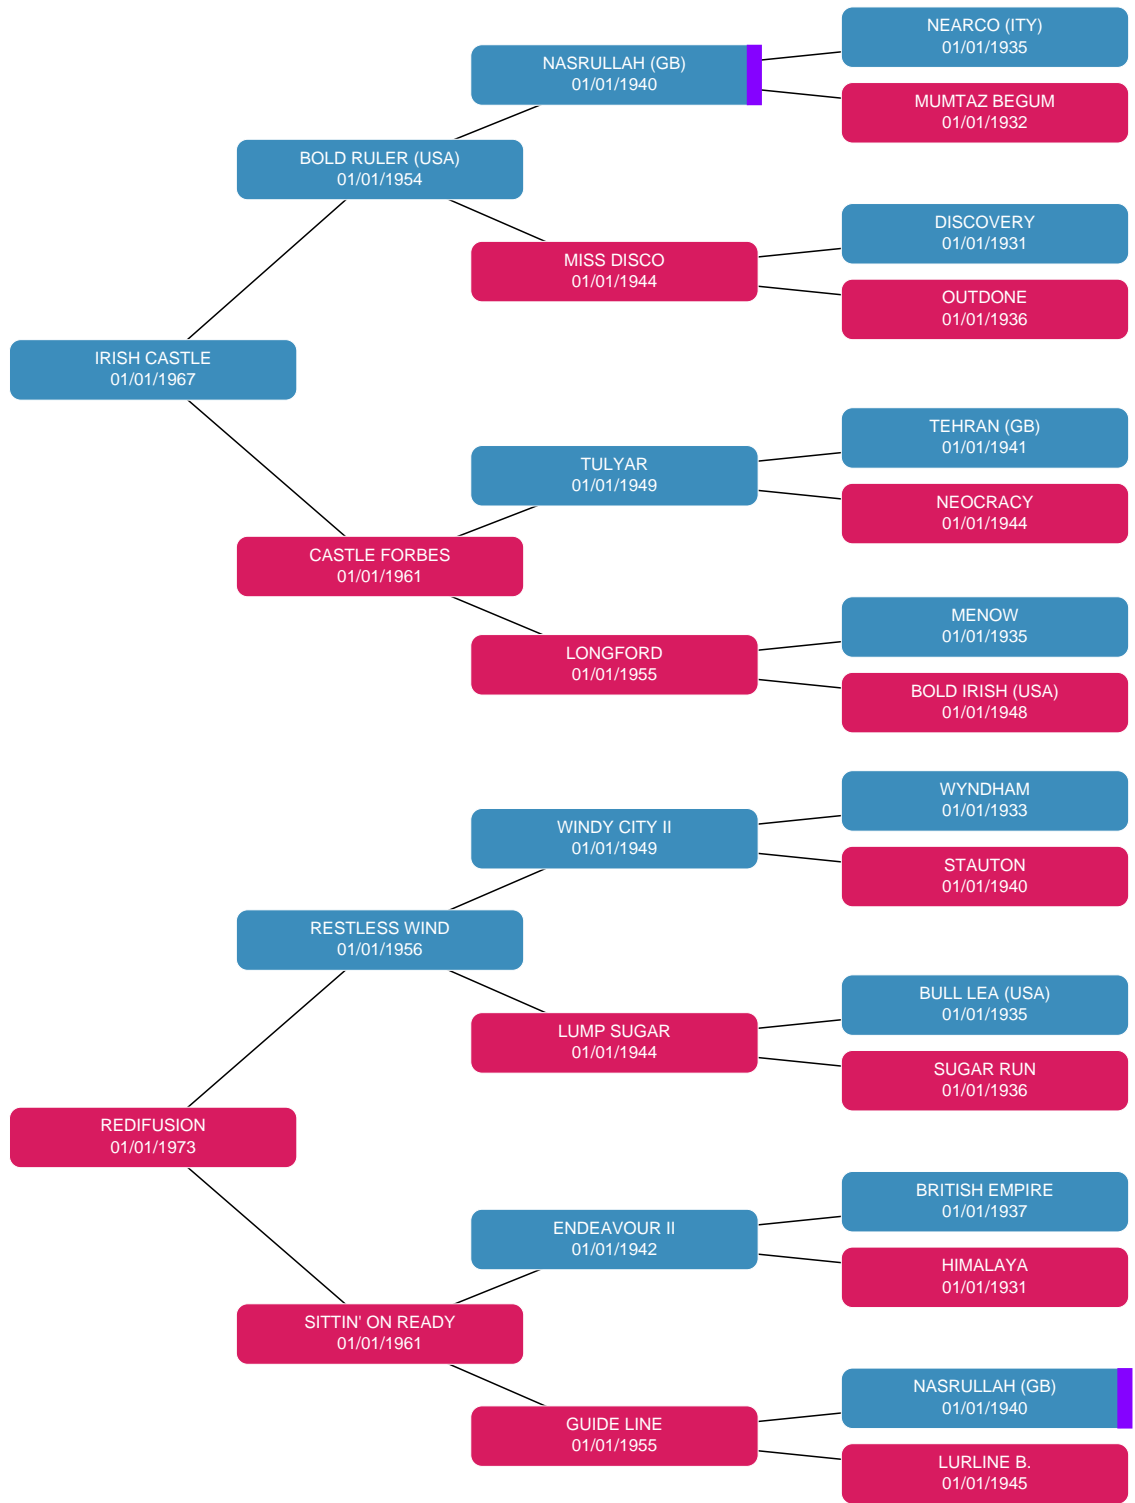 NEARCO (ITY)
01/01/1935
NASRULLAH (GB)
01/01/1940
MUMTAZ BEGUM
01/01/1932
BOLD RULER (USA)
01/01/1954
DISCOVERY
01/01/1931
MISS DISCO
01/01/1944
OUTDONE
01/01/1936
IRISH CASTLE
01/01/1967
TEHRAN (GB)
01/01/1941
TULYAR
01/01/1949
NEOCRACY
01/01/1944
CASTLE FORBES
01/01/1961
MENOW
01/01/1935
LONGFORD
01/01/1955
BOLD IRISH (USA)
01/01/1948
WYNDHAM
01/01/1933
WINDY CITY II
01/01/1949
STAUTON
01/01/1940
RESTLESS WIND
01/01/1956
BULL LEA (USA)
01/01/1935
LUMP SUGAR
01/01/1944
SUGAR RUN
01/01/1936
REDIFUSION
01/01/1973
BRITISH EMPIRE
01/01/1937
ENDEAVOUR II
01/01/1942
HIMALAYA
01/01/1931
SITTIN' ON READY
01/01/1961
NASRULLAH (GB)
01/01/1940
GUIDE LINE
01/01/1955
LURLINE B.
01/01/1945